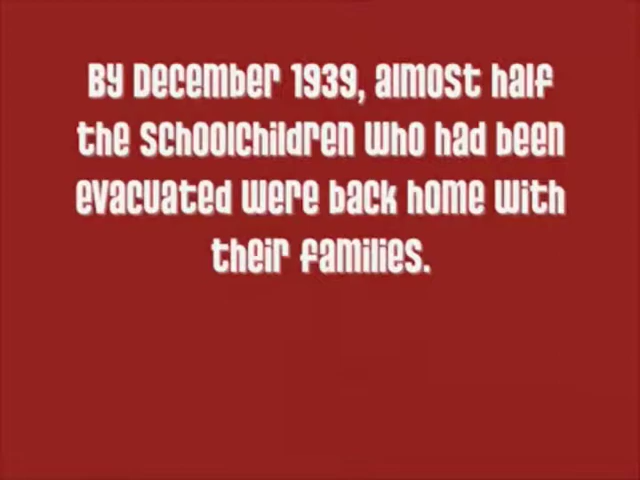 By December 1939, almost half
the schoolchildren who had been
evacuated were back home with
their families.